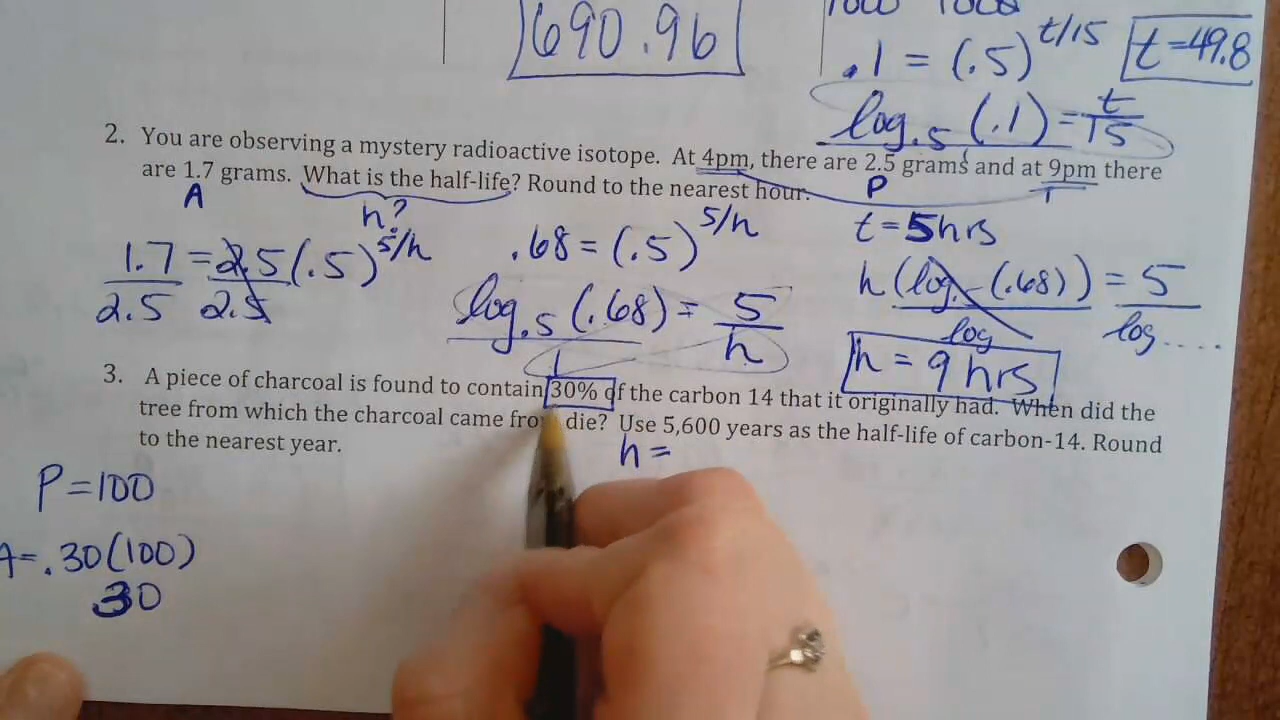 690.96
.1 = (.5)^t/15
t=49.8
log.5 (.1) = t/15
2. You are observing a mystery radioactive isotope. At 4pm, there are 2.5 grams and at 9pm there
are 1.7 grams. What is the half-life? Round to the nearest hour.
A
P
h?
t=5hrs
1.7/2.5 = 2.5/2.5 (.5)^5/h
.68 = (.5)^5/h
log.5 (.68) = 5/h
h(log (.68)) = 5
log
log....
h = 9 hrs
3. A piece of charcoal is found to contain 30% of the carbon 14 that it originally had. When did the
tree from which the charcoal came from die? Use 5,600 years as the half-life of carbon-14. Round
to the nearest year.
h =
P=100
A=.30(100)
30